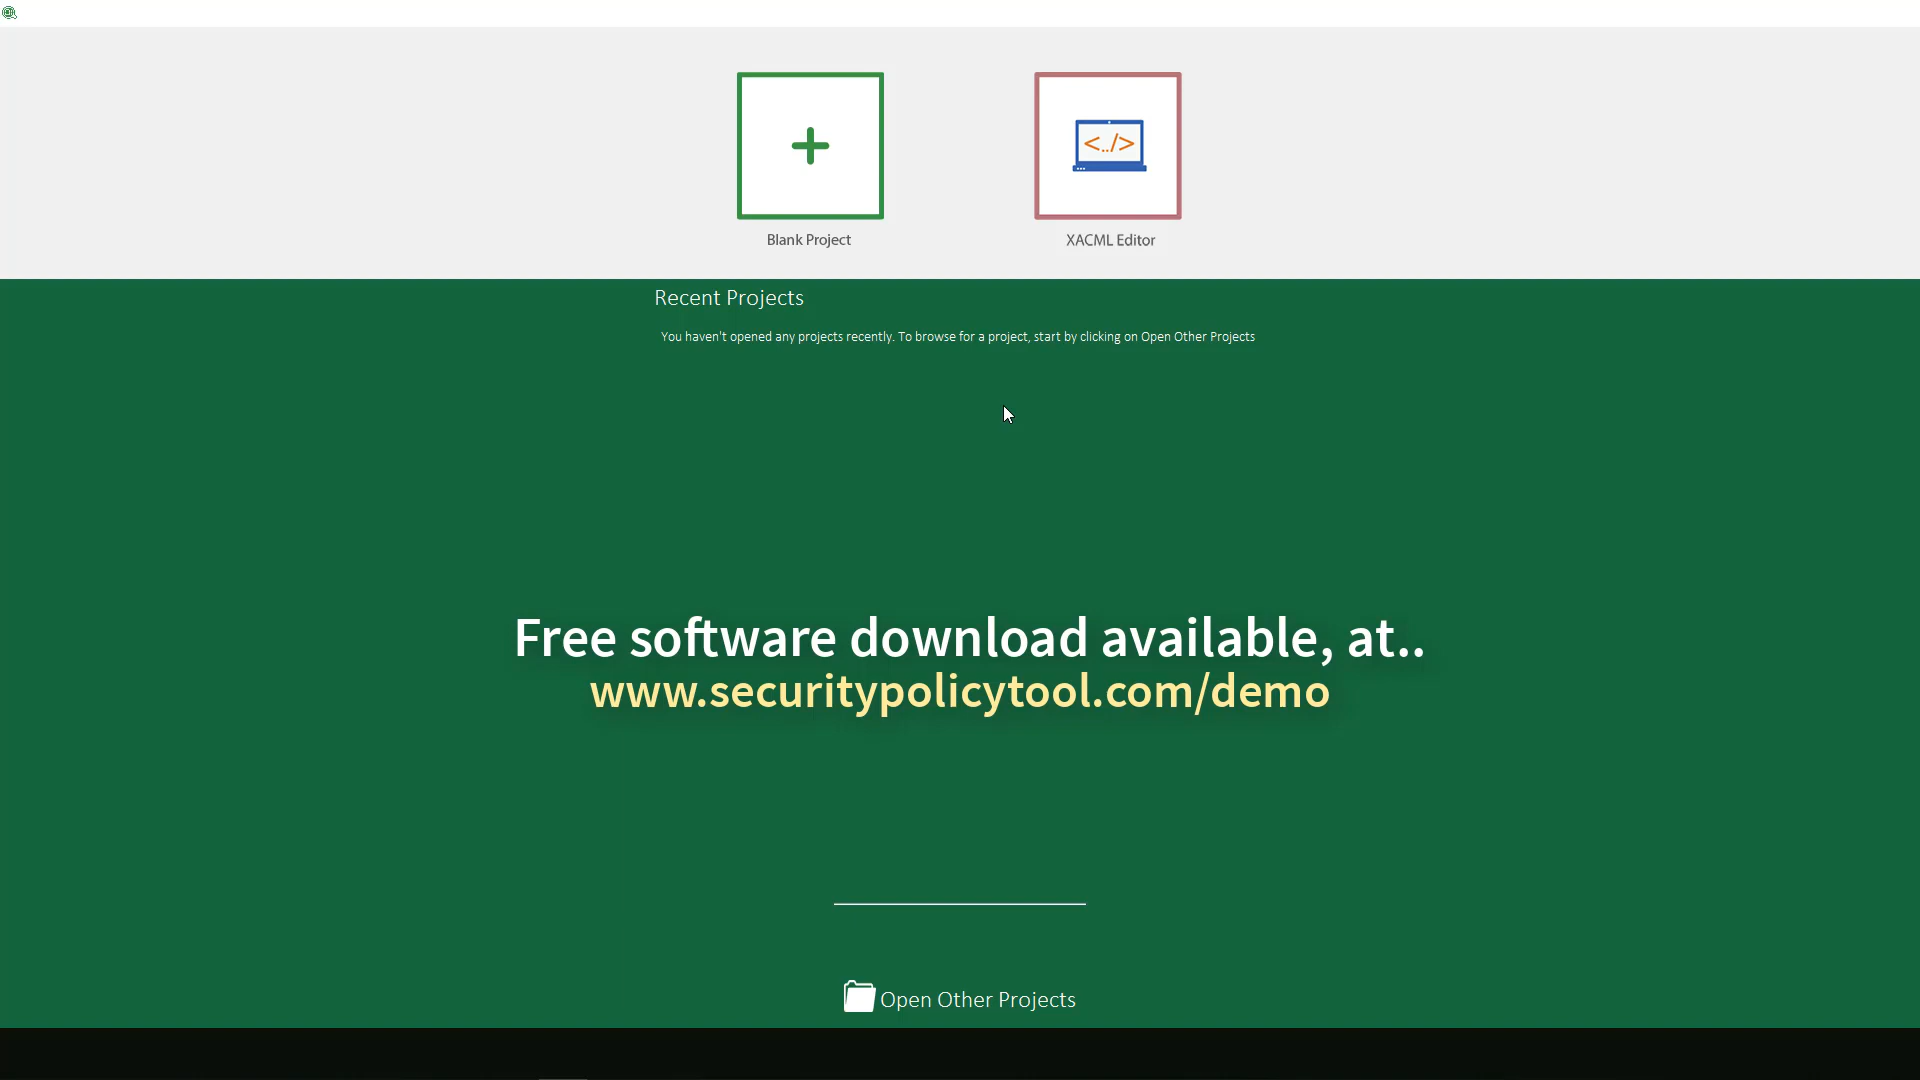 <../>
Blank Project
XACML Editor
Recent Projects
You haven't opened any projects recently. To browse for a project, start by clicking on Open Other Projects
Free software download available, at..
www.securitypolicytool.com/demo
Open Other Projects